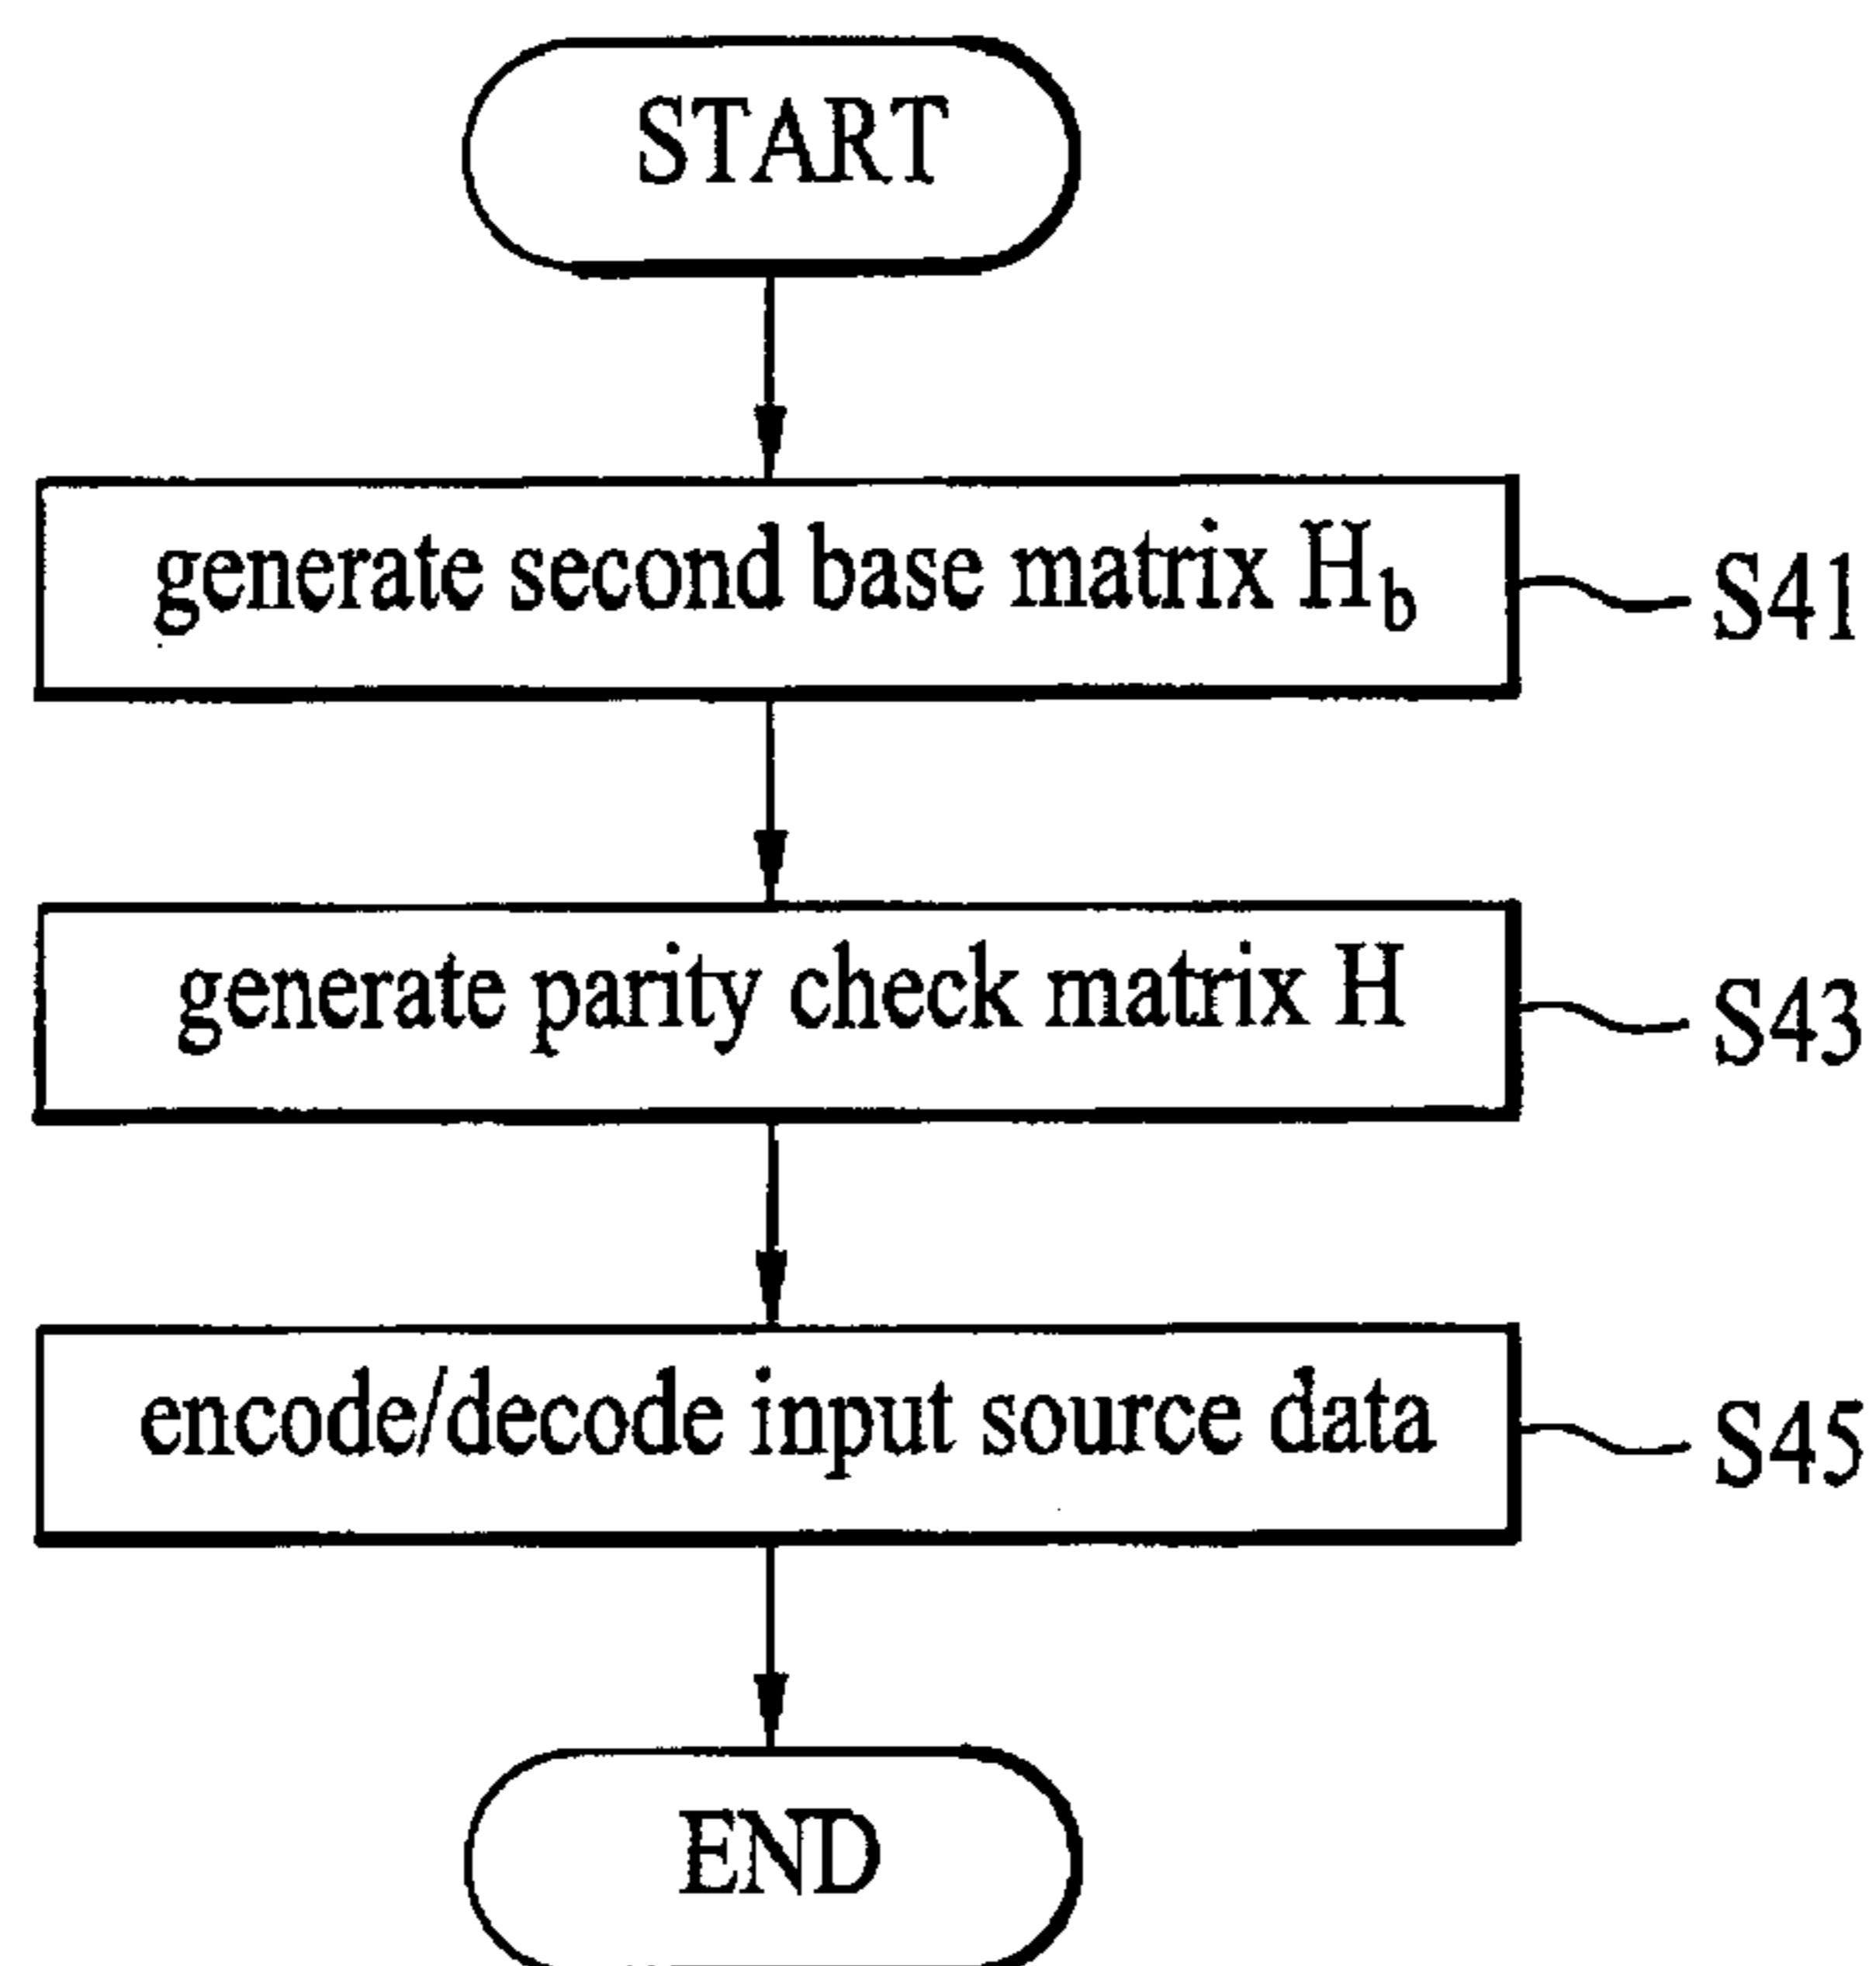 START
generate second base matrix H_b S41
generate parity check matrix H S43
encode/decode input source data S45
END